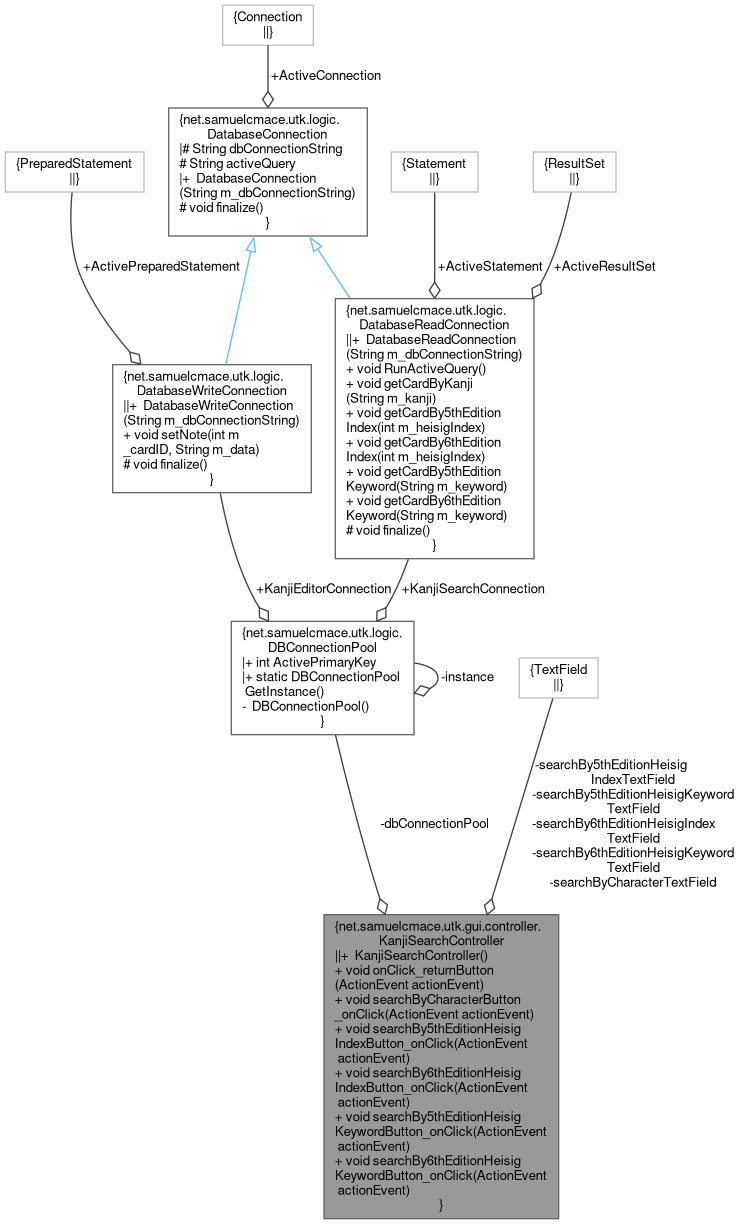 {Connection
||}
+ActiveConnection
{net.samuelcmace.utk.logic.
DatabaseConnection
|# String dbConnectionString
# String activeQuery
|+  DatabaseConnection
(String m_dbConnectionString)
# void finalize()
}
{PreparedStatement
||}
{Statement
||}
{ResultSet
||}
+ActivePreparedStatement
+ActiveStatement
+ActiveResultSet
{net.samuelcmace.utk.logic.
DatabaseReadConnection
||+  DatabaseReadConnection
(String m_dbConnectionString)
+ void RunActiveQuery()
+ void getCardByKanji
(String m_kanji)
+ void getCardBy5thEdition
Index(int m_heisigIndex)
+ void getCardBy6thEdition
Index(int m_heisigIndex)
+ void getCardBy5thEdition
Keyword(String m_keyword)
+ void getCardBy6thEdition
Keyword(String m_keyword)
# void finalize()
}
{net.samuelcmace.utk.logic.
DatabaseWriteConnection
||+  DatabaseWriteConnection
(String m_dbConnectionString)
+ void setNote(int m
_cardID, String m_data)
# void finalize()
}
+KanjiEditorConnection
+KanjiSearchConnection
{net.samuelcmace.utk.logic.
DBConnectionPool
|+ int ActivePrimaryKey
|+ static DBConnectionPool
GetInstance()
-  DBConnectionPool()
}
-instance
{TextField
||}
-dbConnectionPool
-searchBy5thEditionHeisig
IndexTextField
-searchBy5thEditionHeisigKeyword
TextField
-searchBy6thEditionHeisigIndex
TextField
-searchBy6thEditionHeisigKeyword
TextField
-searchByCharacterTextField
{net.samuelcmace.utk.gui.controller.
KanjiSearchController
||+  KanjiSearchController()
+ void onClick_returnButton
(ActionEvent actionEvent)
+ void searchByCharacterButton
_onClick(ActionEvent actionEvent)
+ void searchBy5thEditionHeisig
IndexButton_onClick(ActionEvent
actionEvent)
+ void searchBy6thEditionHeisig
IndexButton_onClick(ActionEvent
actionEvent)
+ void searchBy5thEditionHeisig
KeywordButton_onClick(ActionEvent
actionEvent)
+ void searchBy6thEditionHeisig
KeywordButton_onClick(ActionEvent
actionEvent)
}